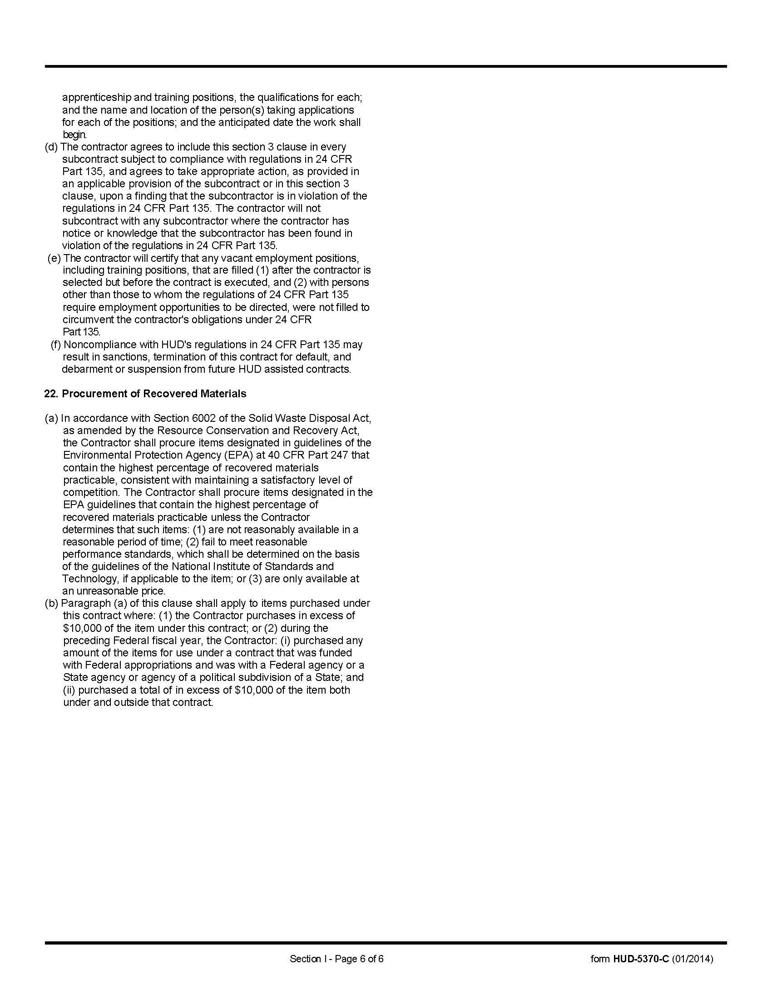 apprenticeship and training positions, the qualifications for each;
and the name and location of the person(s) taking applications
for each of the positions; and the anticipated date the work shall
begin.
(d) The contractor agrees to include this section 3 clause in every
subcontract subject to compliance with regulations in 24 CFR
Part 135, and agrees to take appropriate action, as provided in
an applicable provision of the subcontract or in this section 3
clause, upon a finding that the subcontractor is in violation of the
regulations in 24 CFR Part 135. The contractor will not
subcontract with any subcontractor where the contractor has
notice or knowledge that the subcontractor has been found in
violation of the regulations in 24 CFR Part 135.
(e) The contractor will certify that any vacant employment positions,
including training positions, that are filled (1) after the contractor is
selected but before the contract is executed, and (2) with persons
other than those to whom the regulations of 24 CFR Part 135
require employment opportunities to be directed, were not filled to
circumvent the contractor's obligations under 24 CFR
Part 135.
(f) Noncompliance with HUD's regulations in 24 CFR Part 135 may
result in sanctions, termination of this contract for default, and
debarment or suspension from future HUD assisted contracts.
22. Procurement of Recovered Materials
(a) In accordance with Section 6002 of the Solid Waste Disposal Act,
as amended by the Resource Conservation and Recovery Act,
the Contractor shall procure items designated in guidelines of the
Environmental Protection Agency (EPA) at 40 CFR Part 247 that
contain the highest percentage of recovered materials
practicable, consistent with maintaining a satisfactory level of
competition. The Contractor shall procure items designated in the
EPA guidelines that contain the highest percentage of
recovered materials practicable unless the Contractor
determines that such items: (1) are not reasonably available in a
reasonable period of time; (2) fail to meet reasonable
performance standards, which shall be determined on the basis
of the guidelines of the National Institute of Standards and
Technology, if applicable to the item; or (3) are only available at
an unreasonable price.
(b) Paragraph (a) of this clause shall apply to items purchased under
this contract where: (1) the Contractor purchases in excess of
$10,000 of the item under this contract; or (2) during the
preceding Federal fiscal year, the Contractor: (i) purchased any
amount of the items for use under a contract that was funded
with Federal appropriations and was with a Federal agency or a
State agency or agency of a political subdivision of a State; and
(ii) purchased a total of in excess of $10,000 of the item both
under and outside that contract.
Section I - Page 6 of 6
form HUD-5370-C (01/2014)